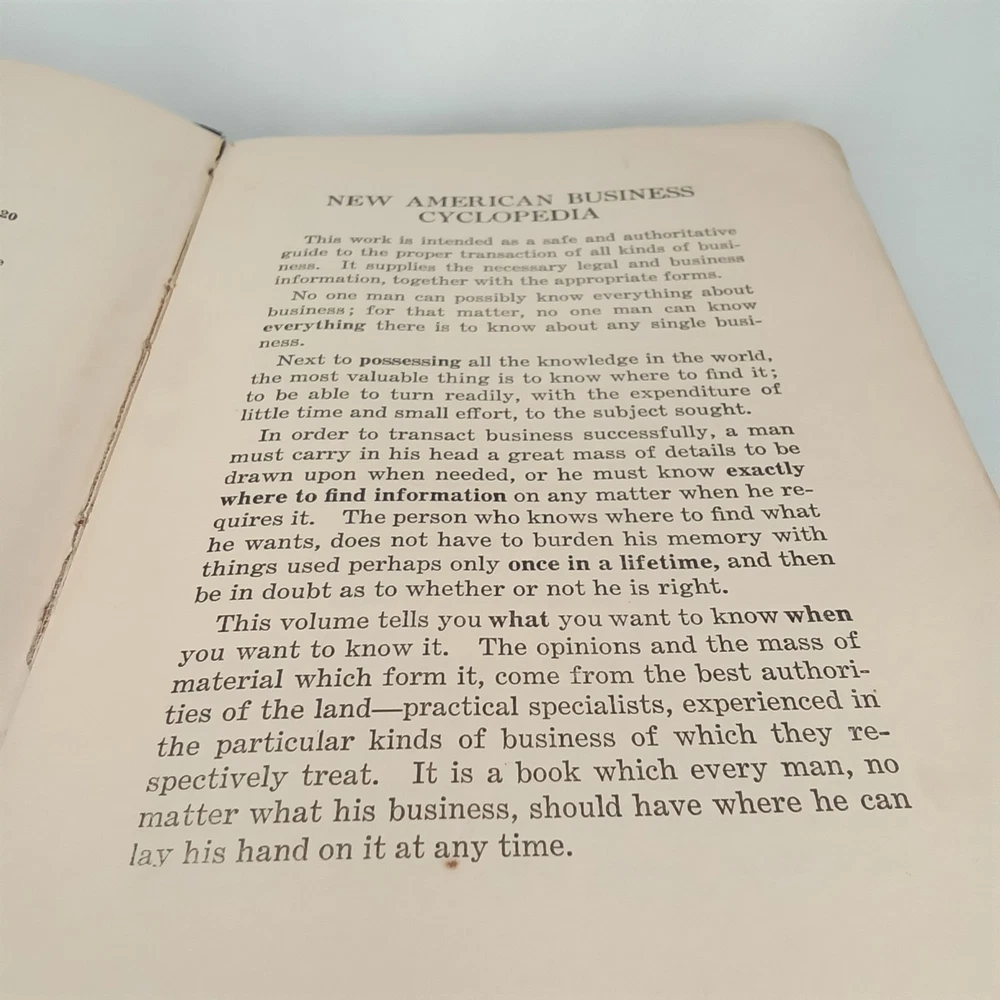 20
NEW AMERICAN BUSINESS
CYCLOPEDIA
This work is intended as a safe and authoritative
guide to the proper transaction of all kinds of busi-
ness. It supplies the necessary legal and business
information, together with the appropriate forms.
No one man can possibly know everything about
business; for that matter, no one man can know
everything there is to know about any single busi-
ness.
Next to possessing all the knowledge in the world,
the most valuable thing is to know where to find it;
to be able to turn readily, with the expenditure of
little time and small effort, to the subject sought.
In order to transact business successfully, a man
must carry in his head a great mass of details to be
drawn upon when needed, or he must know exactly
where to find information on any matter when he re-
quires it. The person who knows where to find what
he wants, does not have to burden his memory with
things used perhaps only once in a lifetime, and then
be in doubt as to whether or not he is right.
This volume tells you what you want to know when
you want to know it. The opinions and the mass of
material which form it, come from the best authori-
ties of the land—practical specialists, experienced in
the particular kinds of business of which they re-
spectively treat. It is a book which every man, no
matter what his business, should have where he can
lay his hand on it at any time.